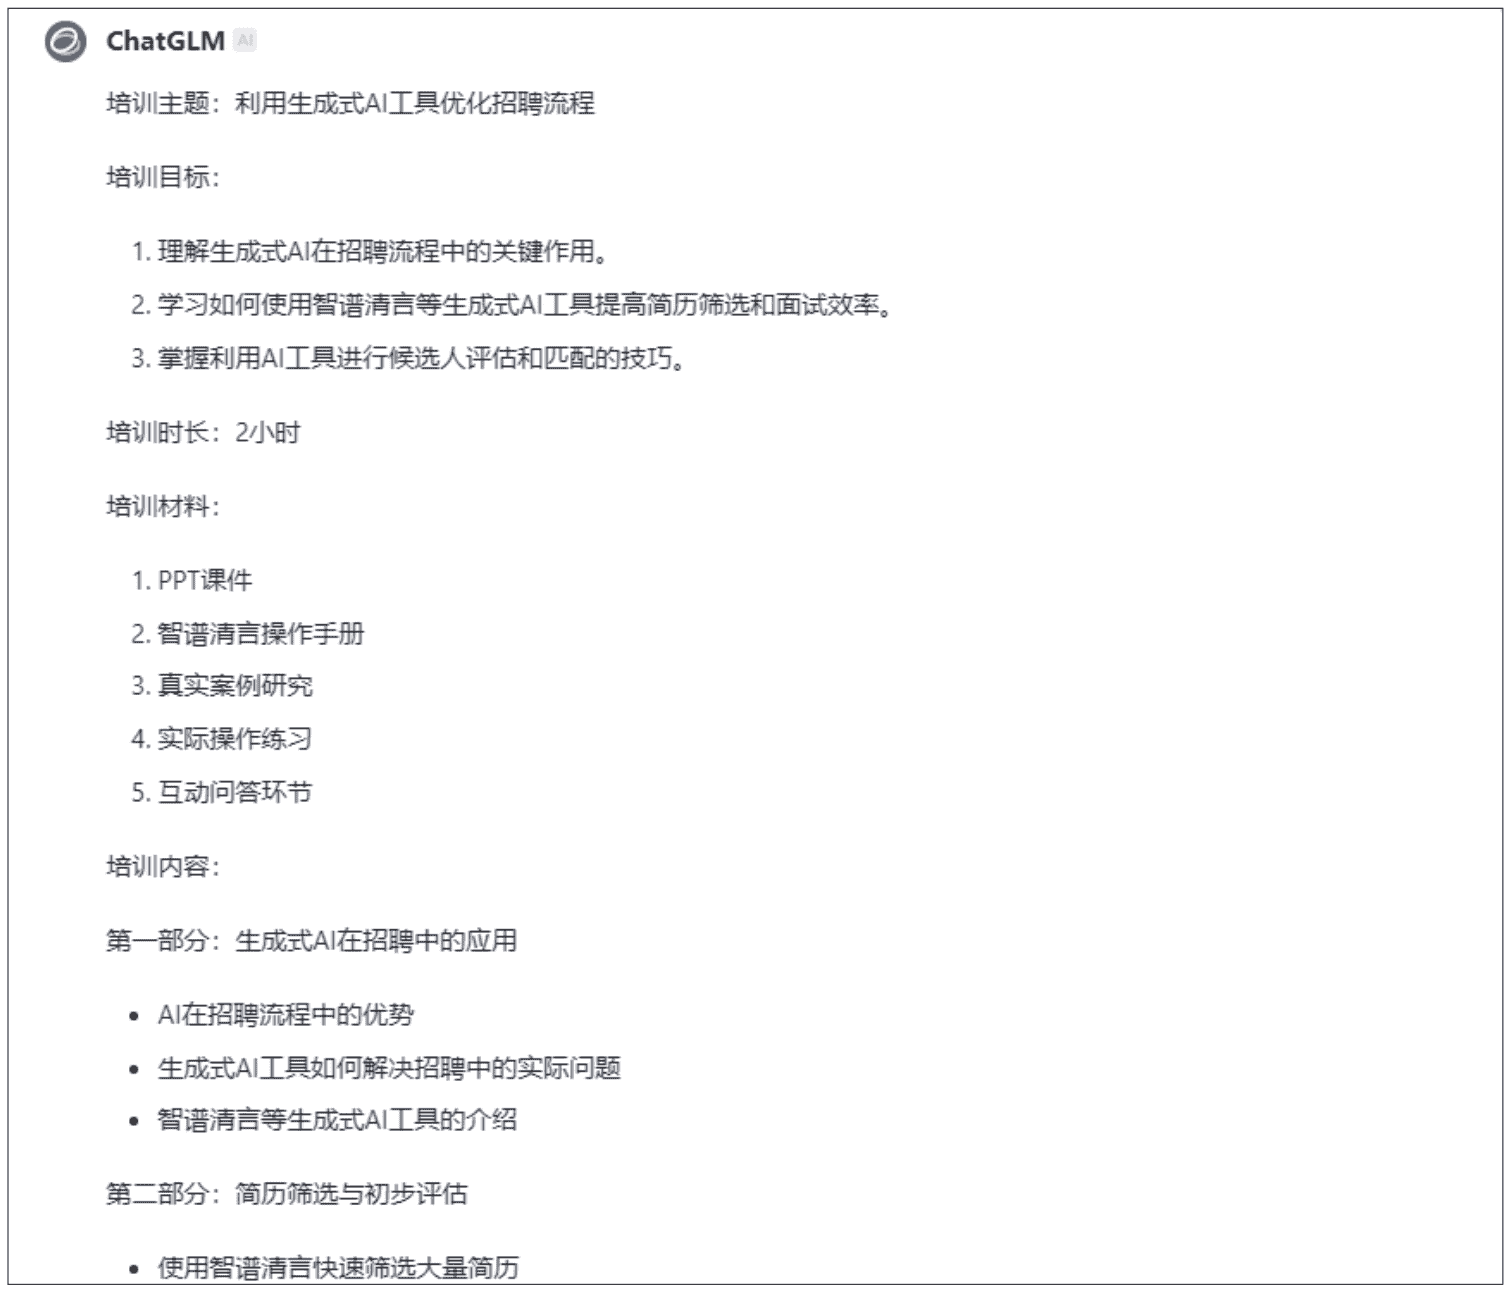 ChatGLM AI
培训主题：利用生成式AI工具优化招聘流程
培训目标：
1. 理解生成式AI在招聘流程中的关键作用。
2. 学习如何使用智谱清言等生成式AI工具提高简历筛选和面试效率。
3. 掌握利用AI工具进行候选人评估和匹配的技巧。
培训时长：2小时
培训材料：
1. PPT课件
2. 智谱清言操作手册
3. 真实案例研究
4. 实际操作练习
5. 互动问答环节
培训内容：
第一部分：生成式AI在招聘中的应用
• AI在招聘流程中的优势
• 生成式AI工具如何解决招聘中的实际问题
• 智谱清言等生成式AI工具的介绍
第二部分：简历筛选与初步评估
• 使用智谱清言快速筛选大量简历